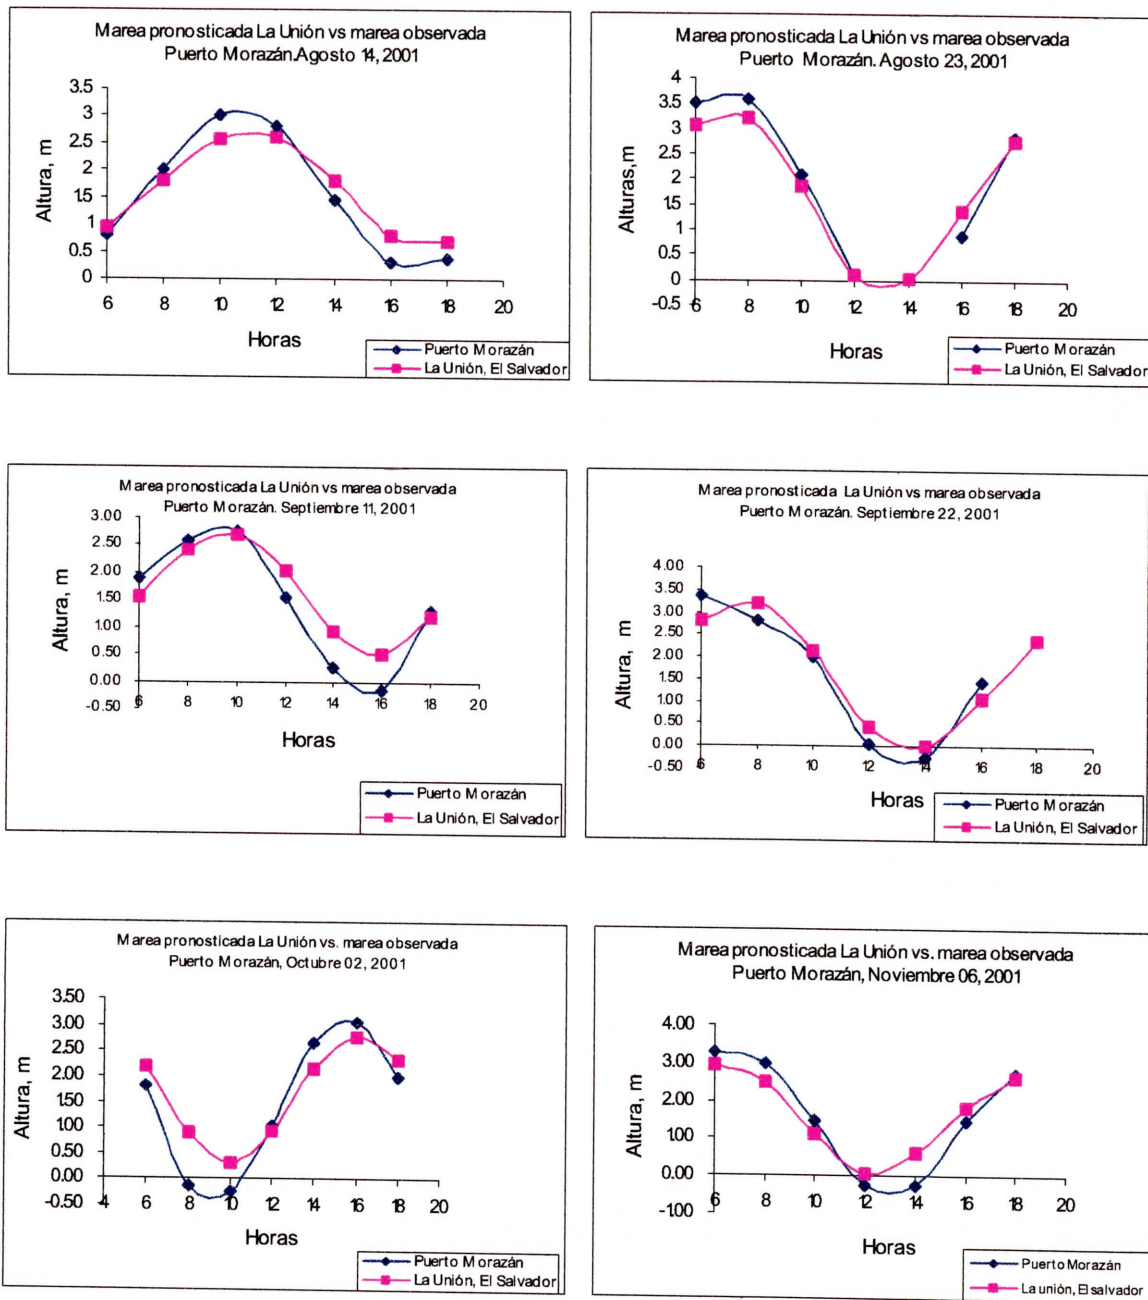 Marea pronosticada La Unión vs marea observada
Puerto Morazán.Agosto 14, 2001
3.5
3
2.5
2
1.5
1
0.5
0
Altura, m
6 8 10 12 14 16 18 20
Horas
Puerto Morazán
La Unión, El Salvador
Marea pronosticada La Unión vs marea observada
Puerto Morazán. Agosto 23, 2001
4
3.5
3
2.5
2
1.5
1
0.5
0
-0.5
Alturas,m
6 8 10 12 14 16 18 20
Horas
Puerto Morazán
La Unión, El Salvador
Marea pronosticada La Unión vs marea observada
Puerto Morazán. Septiembre 11, 2001
3.00
2.50
2.00
1.50
1.00
0.50
0.00
-0.50
Altura, m
6 8 10 12 14 16 18 20
Horas
Puerto Morazán
La Unión, El Salvador
Marea pronosticada La Unión vs marea observada
Puerto Morazán. Septiembre 22, 2001
4.00
3.50
3.00
2.50
2.00
1.50
1.00
0.50
0.00
-0.50
Altura, m
6 8 10 12 14 16 18 20
Horas
Puerto Morazán
La Unión, El Salvador
Marea pronosticada La Unión vs. marea observada
Puerto Morazán, Octubre 02, 2001
3.50
3.00
2.50
2.00
1.50
1.00
0.50
0.00
-0.50
Altura, m
4 6 8 10 12 14 16 18 20
Horas
Puerto Morazán
La Unión, El Salvador
Marea pronosticada La Unión vs. marea observada
Puerto Morazán, Noviembre 06, 2001
4.00
3.00
2.00
1.00
0.00
-1.00
Altura, m
6 8 10 12 14 16 18 20
Horas
Puerto Morazán
La unión, El salvador